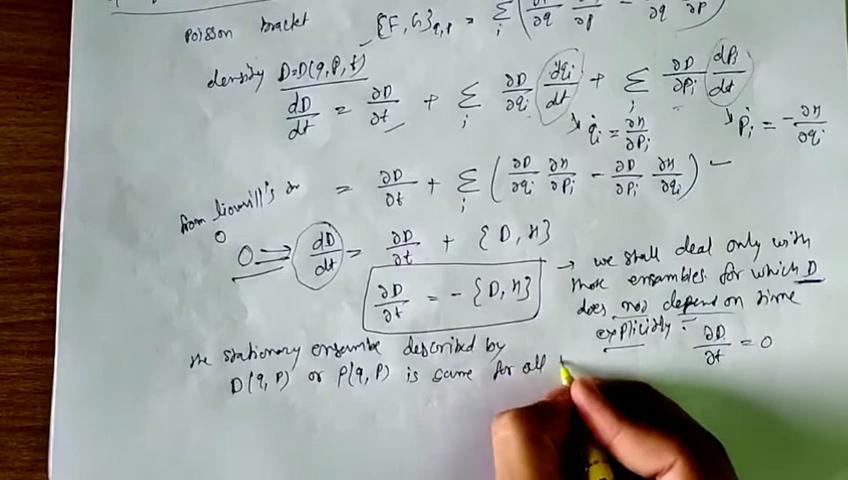 Poisson bracket {F, G}q,p = Σi (∂F/∂q ∂ /∂p - ∂ /∂q ∂ /∂p)
density D=D(q,P,t)
dD/dt = ∂D/∂t + Σi ∂D/∂qi dqi/dt + Σi ∂D/∂Pi dPi/dt
q̇i = ∂H/∂Pi Ṗi = -∂H/∂qi
from liouvill's = ∂D/∂t + Σi (∂D/∂qi ∂H/∂Pi - ∂D/∂Pi ∂H/∂qi)
0 ⇒ dD/dt = ∂D/∂t + {D, H}
∂D/∂t = - {D, H}
→ we shall deal only with
those ensambles for which D
does not depend on time
explicitly - ∂D/∂t = 0
the stationary ensemble described by
D(q, P) or ρ(q, P) is same for all